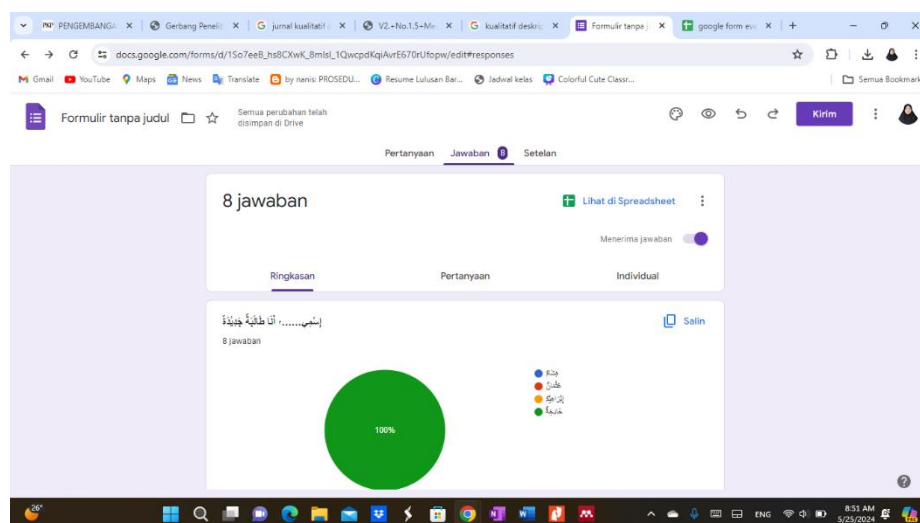 PENGEMBANGA
Gerbang Penelit
jurnal kualitatif
V2.+No.1.5+Me
kualitatif deskrip
Formulir tanpa j
google form ev
docs.google.com/forms/d/1So7eeB_hs8CXwK_8mIsI_1QwcpdKqiAvrE670rUfopw/edit#responses
Gmail YouTube Maps News Translate by nanis: PROSEDU... Resume Lulusan Bar... Jadwal kelas Colorful Cute Classr... Semua Bookmark
Formulir tanpa judul
Semua perubahan telah
disimpan di Drive
Kirim
Pertanyaan Jawaban 8 Setelan
8 jawaban
Lihat di Spreadsheet
Menerima jawaban
Ringkasan Pertanyaan Individual
إسْمِي......، أَنَا طَالِبَةٌ جَدِيْدَةٌ
Salin
8 jawaban
عُثْمَانُ
إِبْرَاهِيْمُ
خَدِيْجَةُ
100%
26°
ENG
8:51 AM
5/25/2024